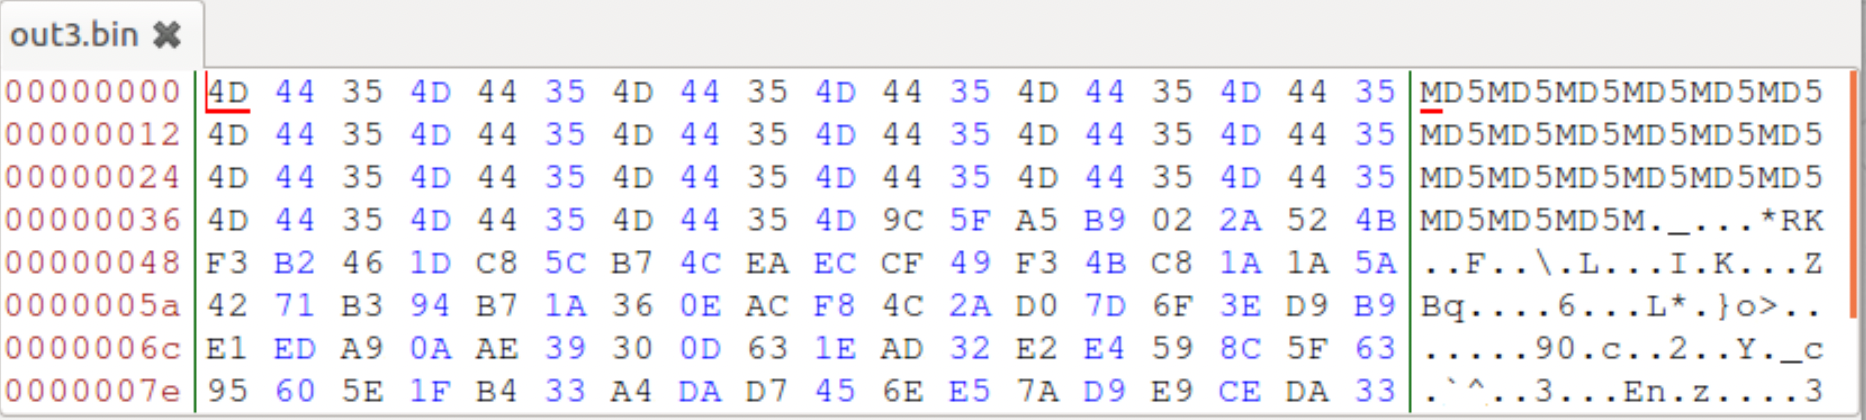 out3.bin ✖
00000000 4D 44 35 4D 44 35 4D 44 35 4D 44 35 4D 44 35 4D 44 35 MD5MD5MD5MD5MD5MD5
00000012 4D 44 35 4D 44 35 4D 44 35 4D 44 35 4D 44 35 4D 44 35 MD5MD5MD5MD5MD5MD5
00000024 4D 44 35 4D 44 35 4D 44 35 4D 44 35 4D 44 35 4D 44 35 MD5MD5MD5MD5MD5MD5
00000036 4D 44 35 4D 44 35 4D 44 35 4D 9C 5F A5 B9 02 2A 52 4B MD5MD5MD5M._...*RK
00000048 F3 B2 46 1D C8 5C B7 4C EA EC CF 49 F3 4B C8 1A 1A 5A ..F..\.L...I.K...Z
0000005a 42 71 B3 94 B7 1A 36 0E AC F8 4C 2A D0 7D 6F 3E D9 B9 Bq....6...L*.}o>..
0000006c E1 ED A9 0A AE 39 30 0D 63 1E AD 32 E2 E4 59 8C 5F 63 .....90.c..2..Y._c
0000007e 95 60 5E 1F B4 33 A4 DA D7 45 6E E5 7A D9 E9 CE DA 33 .`^..3...En.z....3